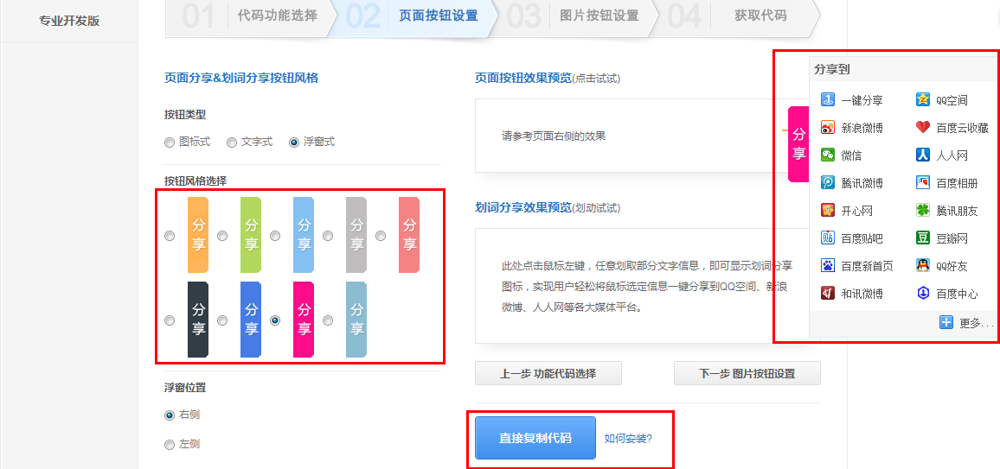 专业开发版
01 代码功能选择 02 页面按钮设置 03 图片按钮设置 04 获取代码
页面分享&划词分享按钮风格
按钮类型
图标式 文字式 浮窗式
按钮风格选择
分享 分享 分享 分享 分享
分享 分享 分享 分享
浮窗位置
右侧
左侧
页面按钮效果预览(点击试试)
请参考页面右侧的效果
划词分享效果预览(划动试试)
此处点击鼠标左键，任意划取部分文字信息，即可显示划词分享
图标，实现用户轻松将鼠标选定信息一键分享到QQ空间、新浪
微博、人人网等各大媒体平台。
上一步 功能代码选择 下一步 图片按钮设置
直接复制代码 如何安装?
分享
分享到
一键分享 QQ空间
新浪微博 百度云收藏
微信 人人网
腾讯微博 百度相册
开心网 腾讯朋友
百度贴吧 豆瓣网
百度新首页 QQ好友
和讯微博 百度中心
更多...